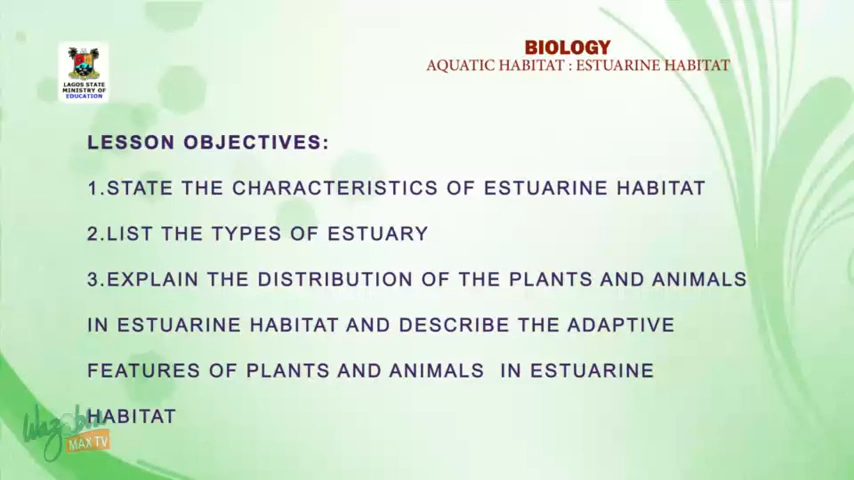 BIOLOGY
AQUATIC HABITAT : ESTUARINE HABITAT
LAGOS STATE
MINISTRY OF
EDUCATION
LESSON OBJECTIVES:
1.STATE THE CHARACTERISTICS OF ESTUARINE HABITAT
2.LIST THE TYPES OF ESTUARY
3.EXPLAIN THE DISTRIBUTION OF THE PLANTS AND ANIMALS
IN ESTUARINE HABITAT AND DESCRIBE THE ADAPTIVE
FEATURES OF PLANTS AND ANIMALS IN ESTUARINE
HABITAT
Wazobia
MAX TV